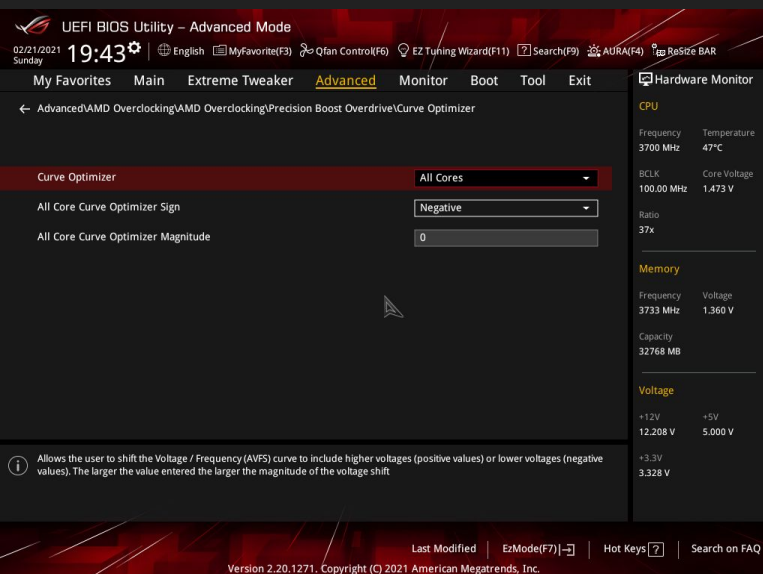 UEFI BIOS Utility – Advanced Mode
02/21/2021 Sunday 19:43 English MyFavorite(F3) Qfan Control(F6) EZ Tuning Wizard(F11) ? Search(F9) AURA(F4) ReSize BAR
My Favorites Main Extreme Tweaker Advanced Monitor Boot Tool Exit
← Advanced\AMD Overclocking\AMD Overclocking\Precision Boost Overdrive\Curve Optimizer
Curve Optimizer All Cores
All Core Curve Optimizer Sign Negative
All Core Curve Optimizer Magnitude 0
Allows the user to shift the Voltage / Frequency (AVFS) curve to include higher voltages (positive values) or lower voltages (negative
values). The larger the value entered the larger the magnitude of the voltage shift
Hardware Monitor
CPU
Frequency Temperature
3700 MHz 47°C
BCLK Core Voltage
100.00 MHz 1.473 V
Ratio
37x
Memory
Frequency Voltage
3733 MHz 1.360 V
Capacity
32768 MB
Voltage
+12V +5V
12.208 V 5.000 V
+3.3V
3.328 V
Last Modified EzMode(F7) Hot Keys ? Search on FAQ
Version 2.20.1271. Copyright (C) 2021 American Megatrends, Inc.